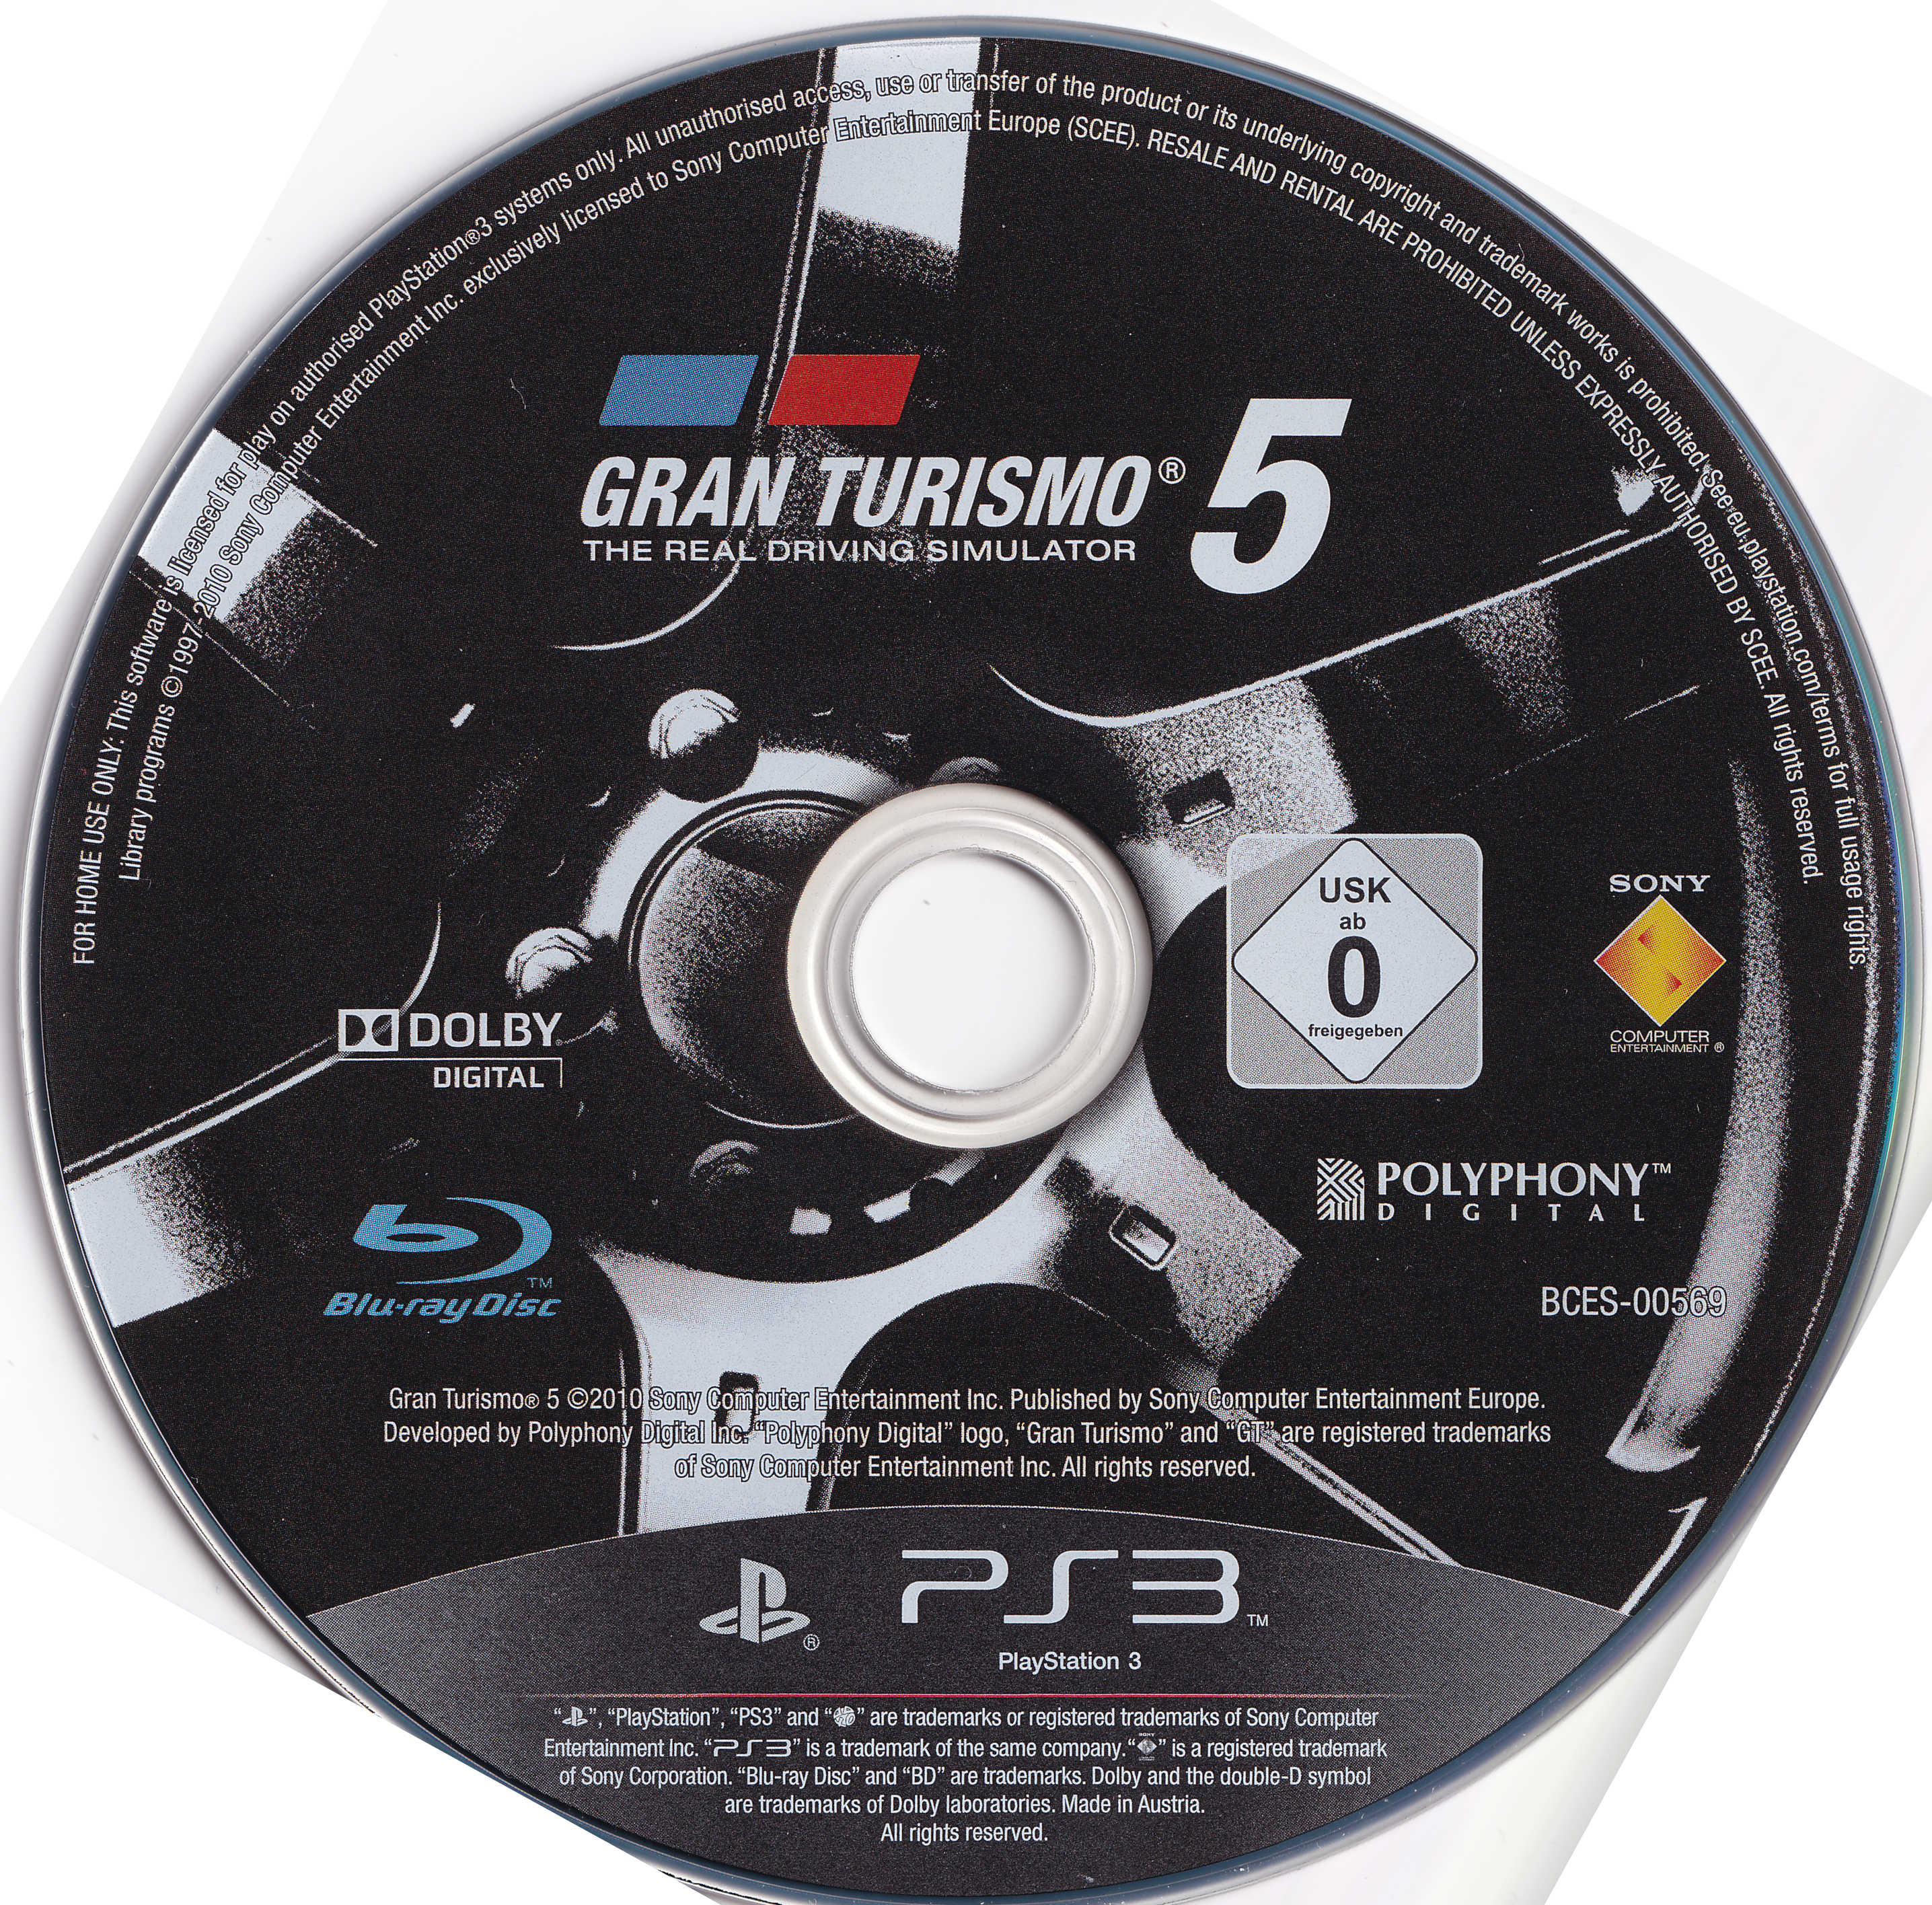 FOR HOME USE ONLY: This software is licensed for play on authorised PlayStation®3 systems only. All unauthorised access, use or transfer of the product or its underlying copyright and trademark works is prohibited. See eu.playstation.com/terms for full usage rights.
Library programs ©1997-2010 Sony Computer Entertainment Inc. exclusively licensed to Sony Computer Entertainment Europe (SCEE). RESALE AND RENTAL ARE PROHIBITED UNLESS EXPRESSLY AUTHORISED BY SCEE. All rights reserved.
GRAN TURISMO® 5
THE REAL DRIVING SIMULATOR
USK
ab
0
freigegeben
SONY
COMPUTER
ENTERTAINMENT ®
DOLBY
DIGITAL
POLYPHONY™
DIGITAL
Blu-ray Disc™
BCES-00569
Gran Turismo® 5 ©2010 Sony Computer Entertainment Inc. Published by Sony Computer Entertainment Europe.
Developed by Polyphony Digital Inc. “Polyphony Digital” logo, “Gran Turismo” and “GT” are registered trademarks
of Sony Computer Entertainment Inc. All rights reserved.
® PS3™
PlayStation 3
“ ”, “PlayStation”, “PS3” and “ ” are trademarks or registered trademarks of Sony Computer
Entertainment Inc. “PS3” is a trademark of the same company. “ ” is a registered trademark
of Sony Corporation. “Blu-ray Disc” and “BD” are trademarks. Dolby and the double-D symbol
are trademarks of Dolby laboratories. Made in Austria.
All rights reserved.